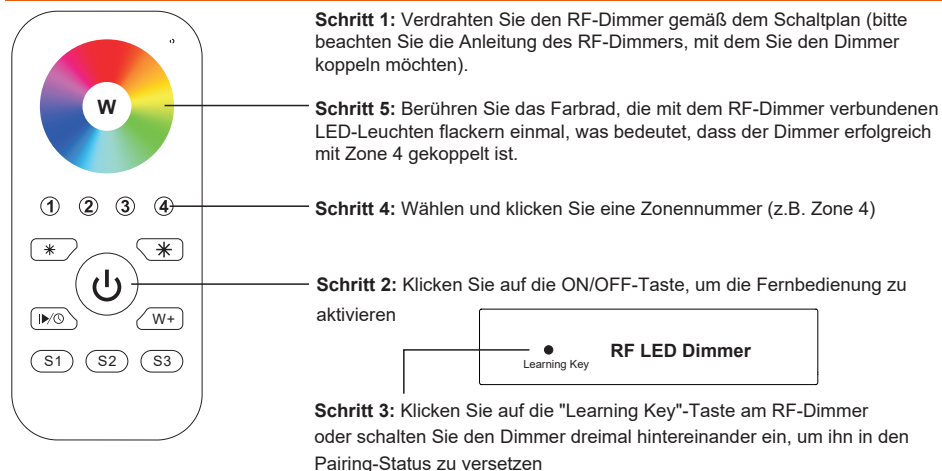 Schritt 1: Verdrahten Sie den RF-Dimmer gemäß dem Schaltplan (bitte
beachten Sie die Anleitung des RF-Dimmers, mit dem Sie den Dimmer
koppeln möchten).
W
Schritt 5: Berühren Sie das Farbrad, die mit dem RF-Dimmer verbundenen
LED-Leuchten flackern einmal, was bedeutet, dass der Dimmer erfolgreich
mit Zone 4 gekoppelt ist.
1 2 3 4
Schritt 4: Wählen und klicken Sie eine Zonennummer (z.B. Zone 4)
Schritt 2: Klicken Sie auf die ON/OFF-Taste, um die Fernbedienung zu
aktivieren
W+
S1 S2 S3
RF LED Dimmer
Learning Key
Schritt 3: Klicken Sie auf die "Learning Key"-Taste am RF-Dimmer
oder schalten Sie den Dimmer dreimal hintereinander ein, um ihn in den
Pairing-Status zu versetzen